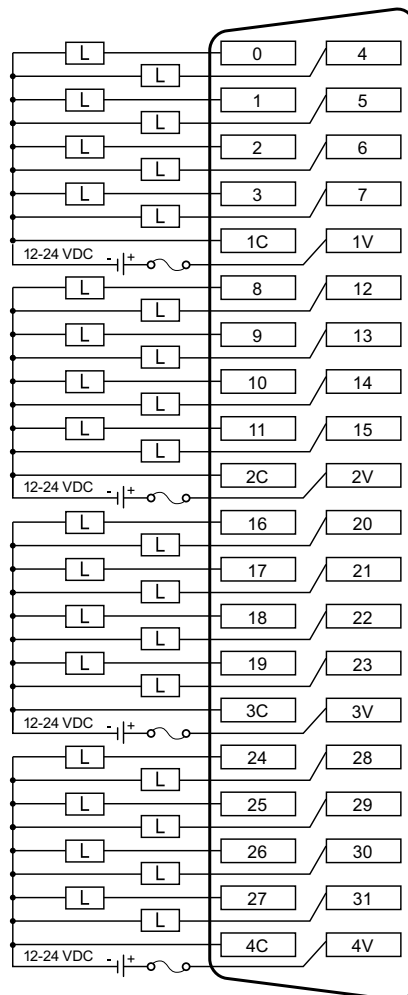 L 0 4
L
L 1 5
L
L 2 6
L
L 3 7
L
1C 1V
12-24 VDC - +
L 8 12
L
L 9 13
L
L 10 14
L
L 11 15
L
2C 2V
12-24 VDC - +
L 16 20
L
L 17 21
L
L 18 22
L
L 19 23
L
3C 3V
12-24 VDC - +
L 24 28
L
L 25 29
L
L 26 30
L
L 27 31
L
4C 4V
12-24 VDC - +